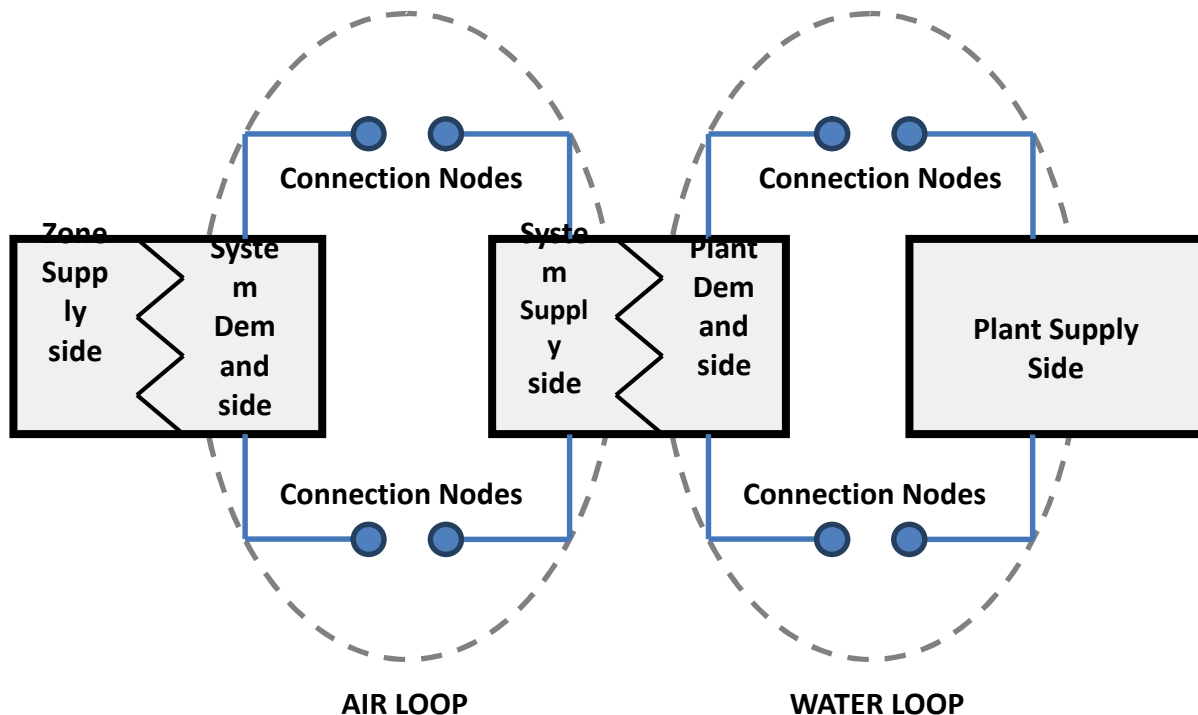 Connection Nodes
Connection Nodes
Zone
Supp
ly
side
Syste
m
Dem
and
side
Syste
m
Suppl
y
side
Plant
Dem
and
side
Plant Supply
Side
Connection Nodes
Connection Nodes
AIR LOOP
WATER LOOP